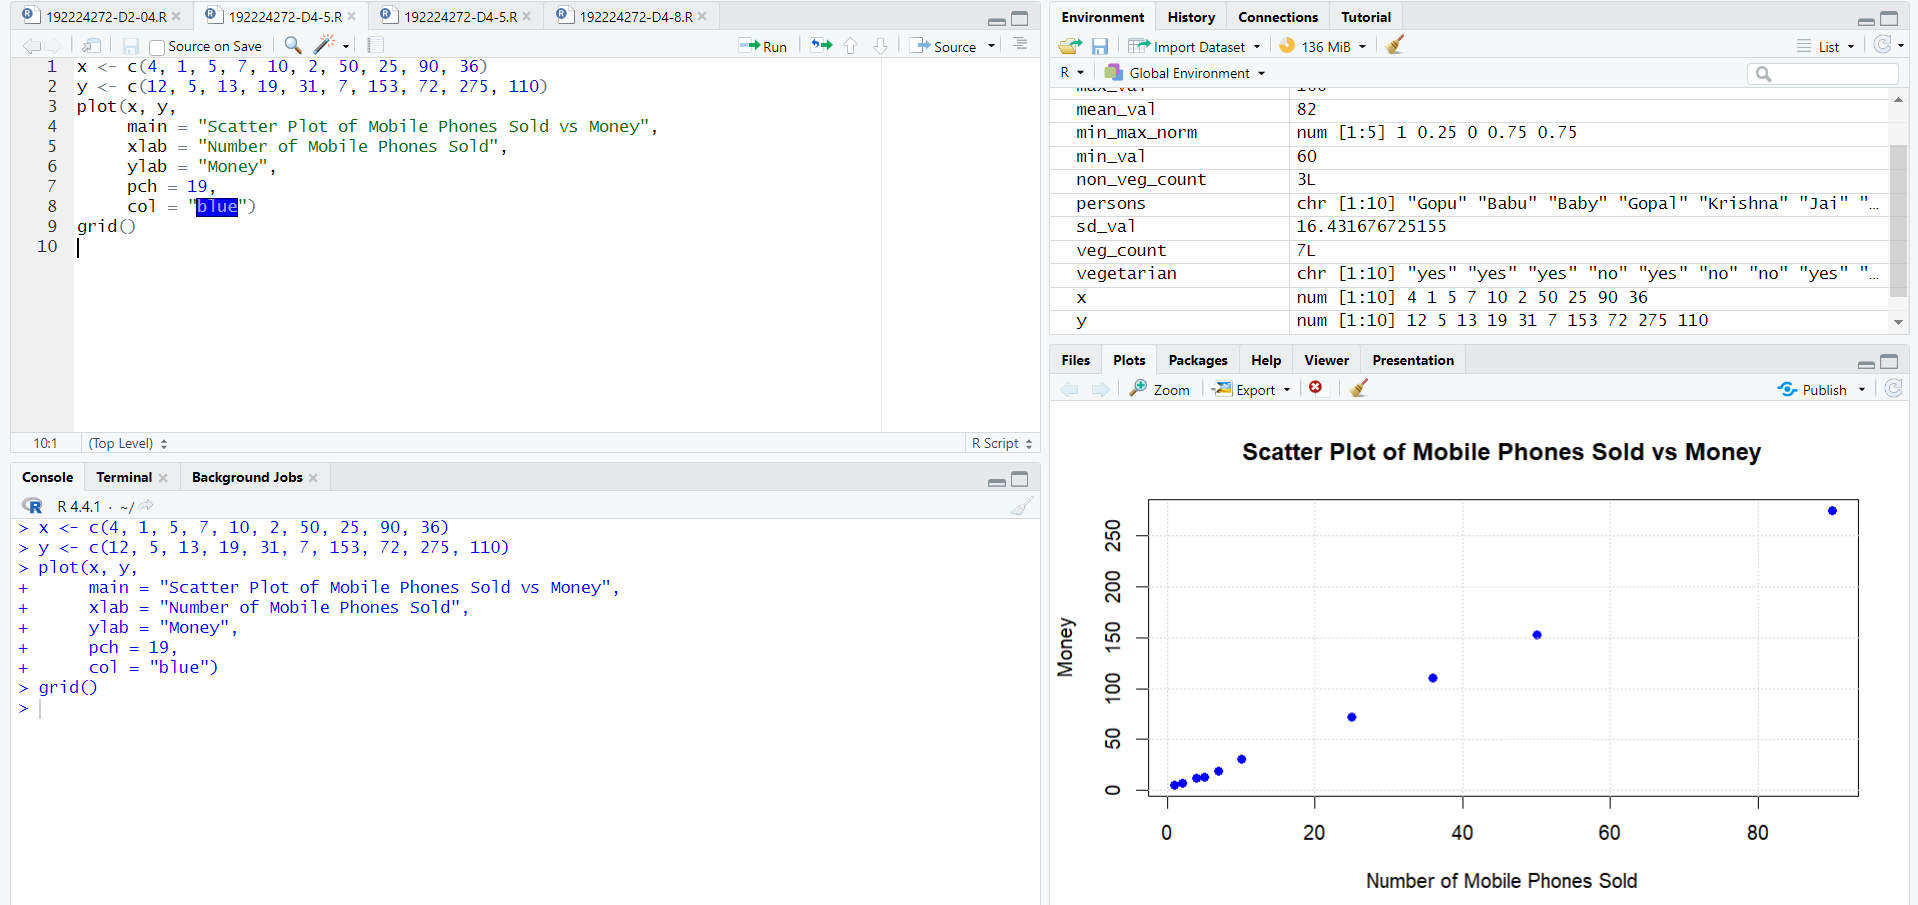 192224272-D2-04.R
192224272-D4-5.R
192224272-D4-5.R
192224272-D4-8.R
Source on Save
Run
Source
1 x <- c(4, 1, 5, 7, 10, 2, 50, 25, 90, 36)
2 y <- c(12, 5, 13, 19, 31, 7, 153, 72, 275, 110)
3 plot(x, y,
4      main = "Scatter Plot of Mobile Phones Sold vs Money",
5      xlab = "Number of Mobile Phones Sold",
6      ylab = "Money",
7      pch = 19,
8      col = "blue")
9 grid()
10
10:1 (Top Level) R Script
Console Terminal Background Jobs
R R 4.4.1 · ~/
> x <- c(4, 1, 5, 7, 10, 2, 50, 25, 90, 36)
> y <- c(12, 5, 13, 19, 31, 7, 153, 72, 275, 110)
> plot(x, y,
+      main = "Scatter Plot of Mobile Phones Sold vs Money",
+      xlab = "Number of Mobile Phones Sold",
+      ylab = "Money",
+      pch = 19,
+      col = "blue")
> grid()
>
Environment History Connections Tutorial
Import Dataset 136 MiB List
R Global Environment
mean_val 82
min_max_norm num [1:5] 1 0.25 0 0.75 0.75
min_val 60
non_veg_count 3L
persons chr [1:10] "Gopu" "Babu" "Baby" "Gopal" "Krishna" "Jai" "…
sd_val 16.431676725155
veg_count 7L
vegetarian chr [1:10] "yes" "yes" "yes" "no" "yes" "no" "no" "yes" "…
x num [1:10] 4 1 5 7 10 2 50 25 90 36
y num [1:10] 12 5 13 19 31 7 153 72 275 110
Files Plots Packages Help Viewer Presentation
Zoom Export Publish
Scatter Plot of Mobile Phones Sold vs Money
Money
250
200
150
100
50
0
0 20 40 60 80
Number of Mobile Phones Sold